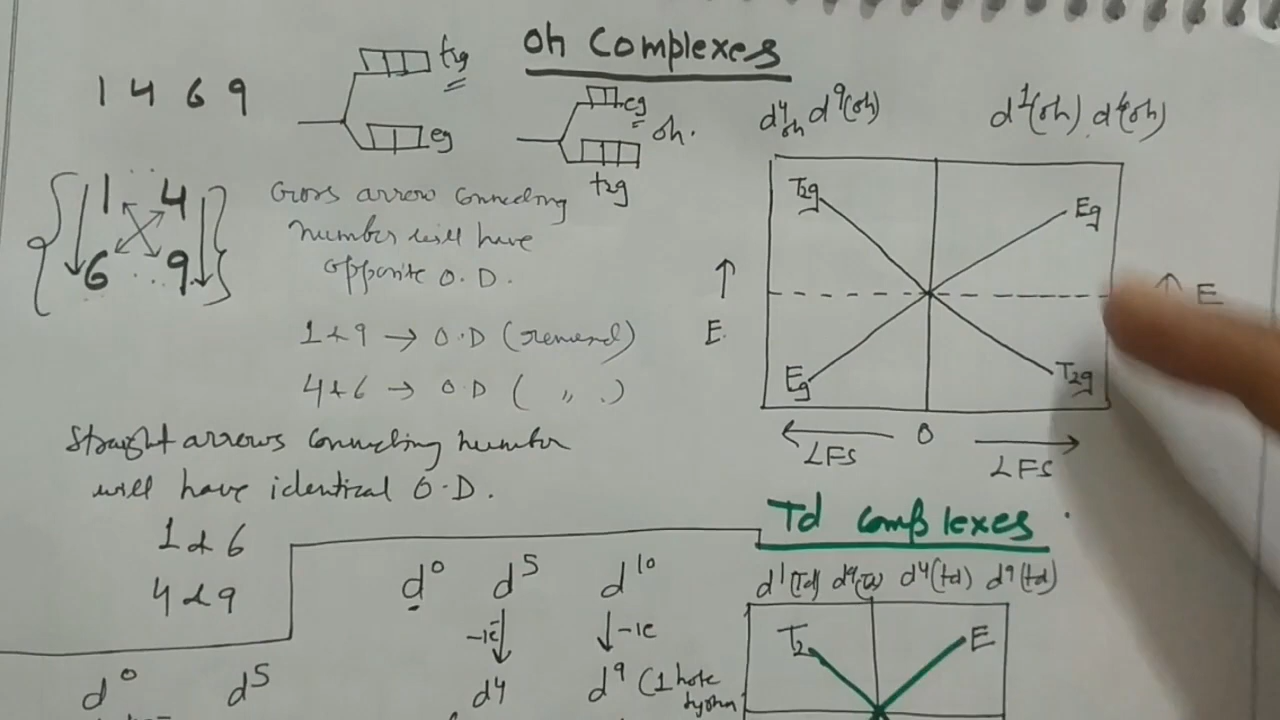 Oh Complexes
1 4 6 9
t2g
eg
eg
oh.
t2g
d4oh d9(oh)
d1(oh) d6(oh)
1 4
6 9
Cross arrow connecting
number will have
opposite O.D.
1 & 9 → O.D (reversed)
4 & 6 → O.D ( ,, )
Straight arrows connecting number
will have identical O.D.
1 & 6
4 & 9
T2g
Eg
Eg
T2g
↑
E
↑ E
← LFS
0
→ LFS
Td complexes
d1(Td) d4(td) d9(td)
T2
E
d0 d5 d10
-1e- ↓
↓ -1e
d4
d9 (1 hole
d0 d5